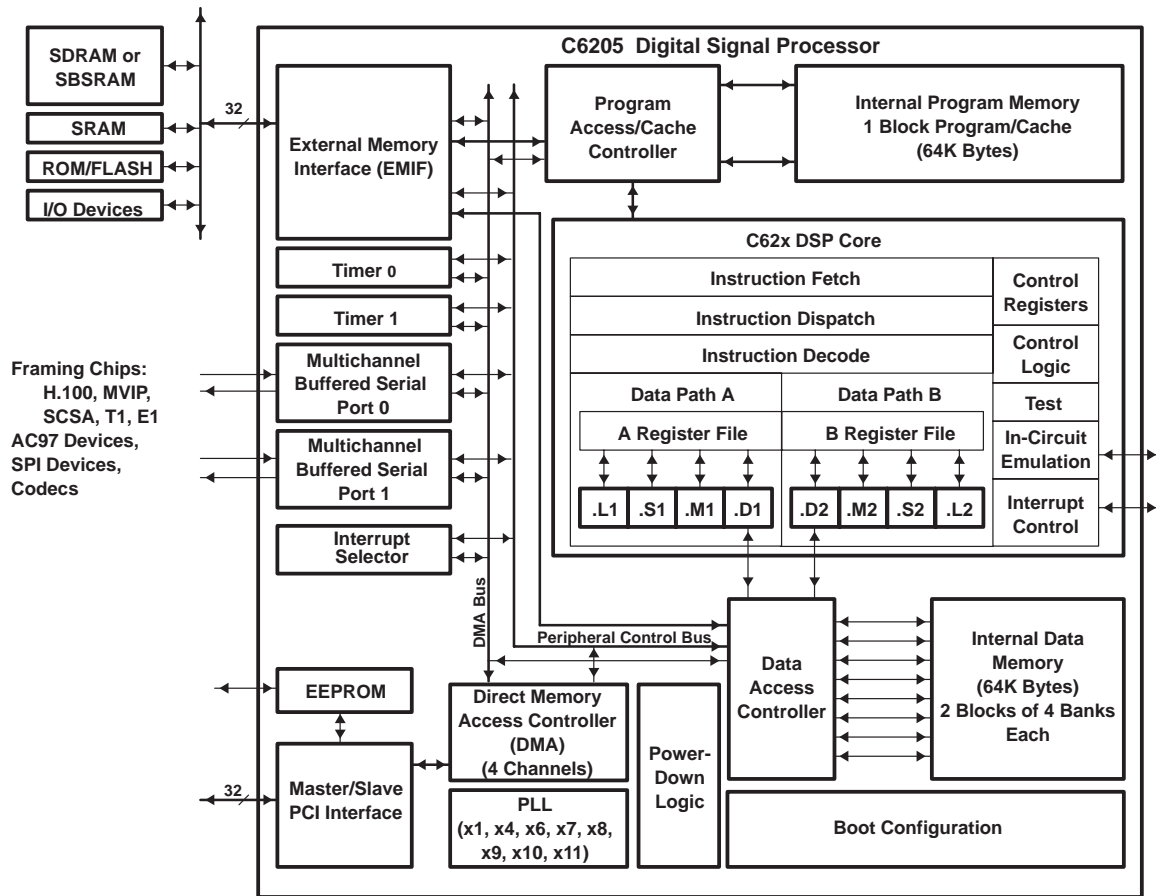 C6205 Digital Signal Processor
SDRAM or
SBSRAM
SRAM
ROM/FLASH
I/O Devices
32
External Memory
Interface (EMIF)
Program
Access/Cache
Controller
Internal Program Memory
1 Block Program/Cache
(64K Bytes)
Timer 0
Timer 1
Framing Chips:
H.100, MVIP,
SCSA, T1, E1
AC97 Devices,
SPI Devices,
Codecs
Multichannel
Buffered Serial
Port 0
Multichannel
Buffered Serial
Port 1
Interrupt
Selector
C62x DSP Core
Instruction Fetch
Instruction Dispatch
Instruction Decode
Data Path A
Data Path B
A Register File
B Register File
.L1
.S1
.M1
.D1
.D2
.M2
.S2
.L2
Control
Registers
Control
Logic
Test
In-Circuit
Emulation
Interrupt
Control
DMA Bus
Peripheral Control Bus
EEPROM
32
Master/Slave
PCI Interface
Direct Memory
Access Controller
(DMA)
(4 Channels)
PLL
(x1, x4, x6, x7, x8,
x9, x10, x11)
Power-
Down
Logic
Data
Access
Controller
Internal Data
Memory
(64K Bytes)
2 Blocks of 4 Banks
Each
Boot Configuration